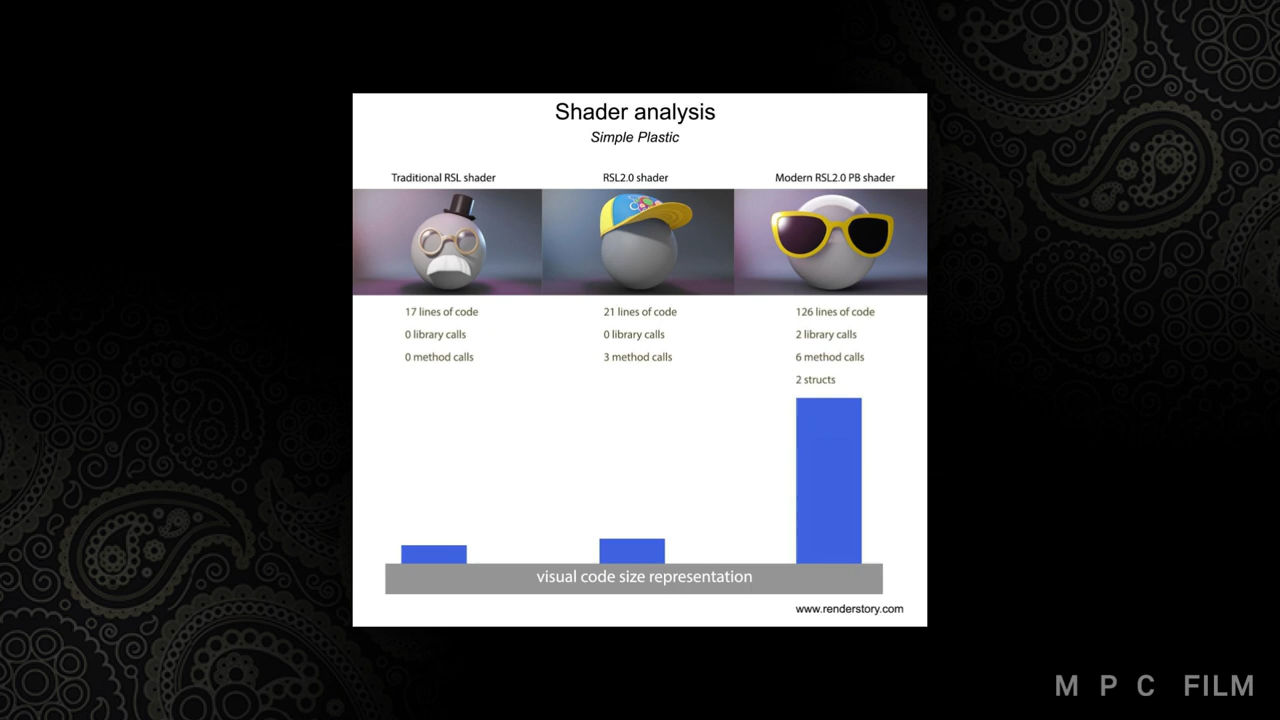 Shader analysis
Simple Plastic
Traditional RSL shader
RSL2.0 shader
Modern RSL2.0 PB shader
17 lines of code
21 lines of code
126 lines of code
0 library calls
0 library calls
2 library calls
0 method calls
3 method calls
6 method calls
2 structs
visual code size representation
www.renderstory.com
MPC FILM